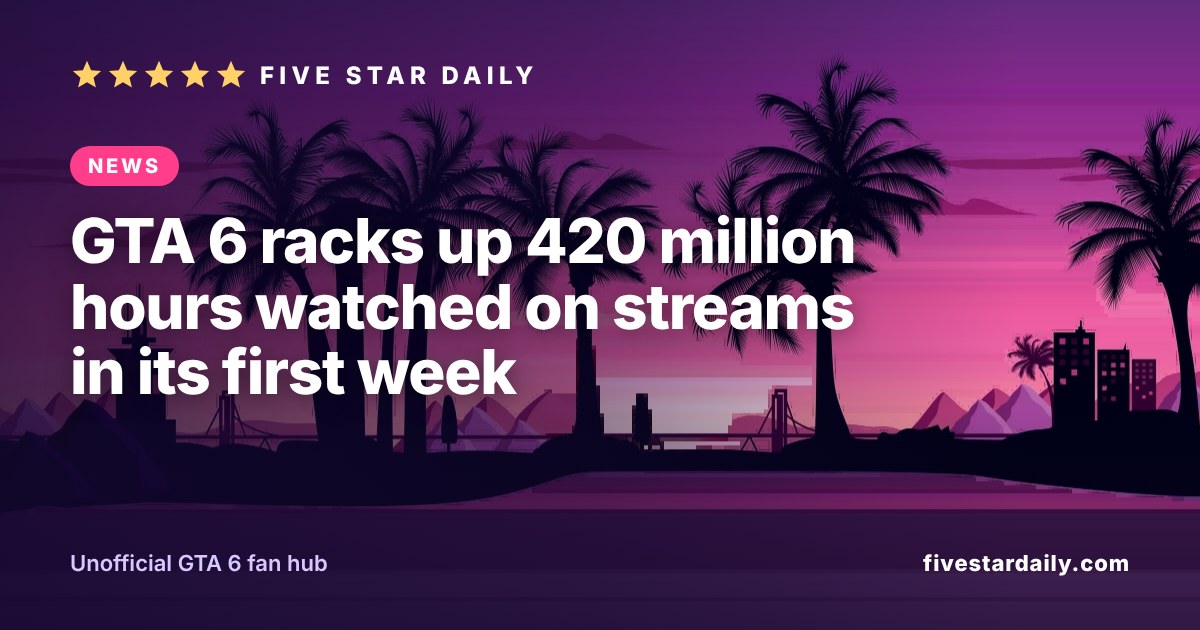 FIVE STAR DAILY
NEWS
GTA 6 racks up 420 million
hours watched on streams
in its first week
Unofficial GTA 6 fan hub
fivestardaily.com